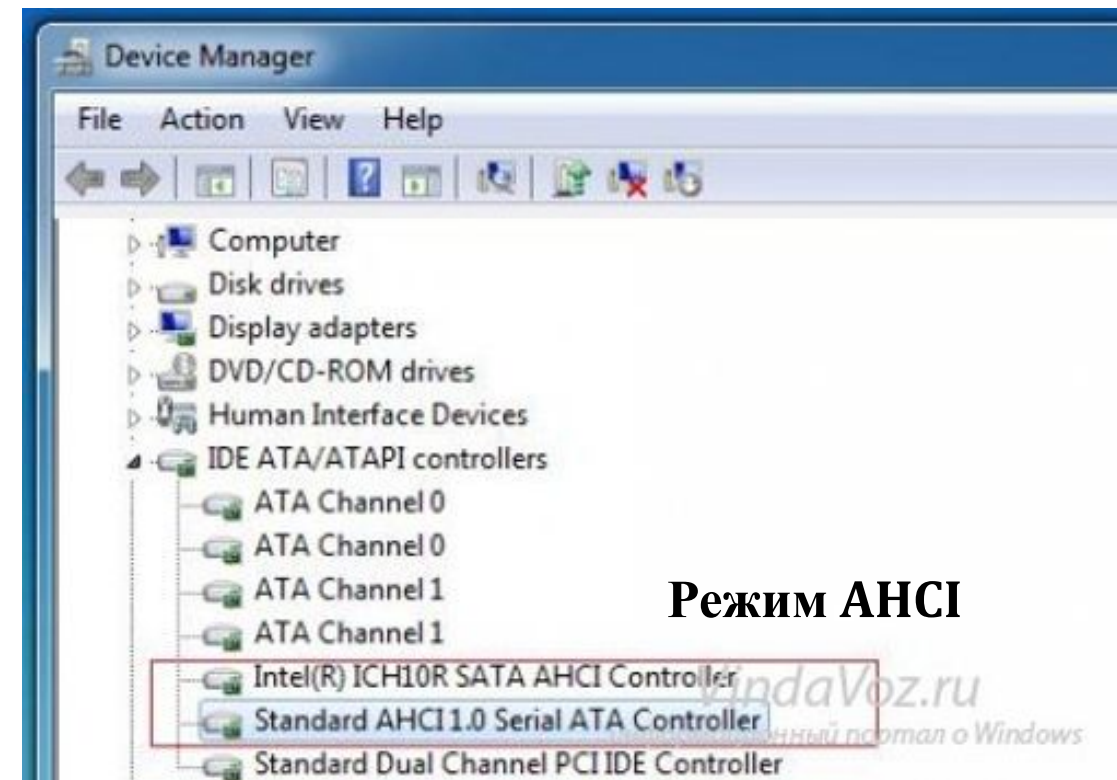 Device Manager
File Action View Help
Computer
Disk drives
Display adapters
DVD/CD-ROM drives
Human Interface Devices
IDE ATA/ATAPI controllers
ATA Channel 0
ATA Channel 0
ATA Channel 1
Режим AHCI
ATA Channel 1
Intel(R) ICH10R SATA AHCI Controller
VindaVoz.ru
Standard AHCI 1.0 Serial ATA Controller
портал о Windows
Standard Dual Channel PCI IDE Controller